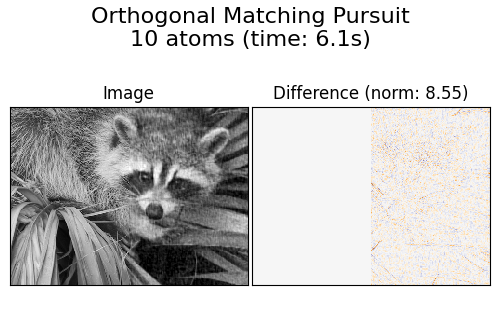 Orthogonal Matching Pursuit
10 atoms (time: 6.1s)
Image
Difference (norm: 8.55)